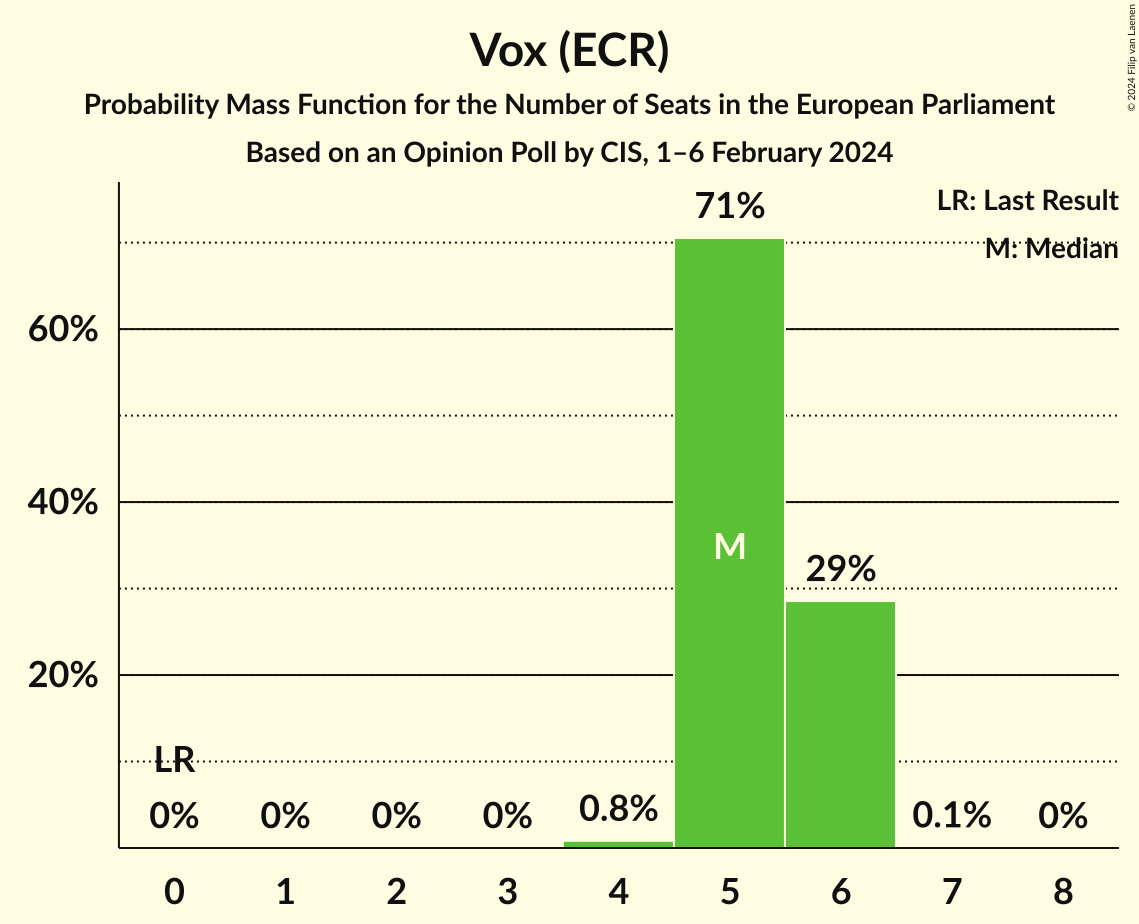 Vox (ECR)
Probability Mass Function for the Number of Seats in the European Parliament
Based on an Opinion Poll by CIS, 1–6 February 2024
© 2024 Filip van Laenen
LR: Last Result
M: Median
71%
60%
40%
M
29%
20%
LR
0% 0% 0% 0% 0.8% 0.1% 0%
0 1 2 3 4 5 6 7 8